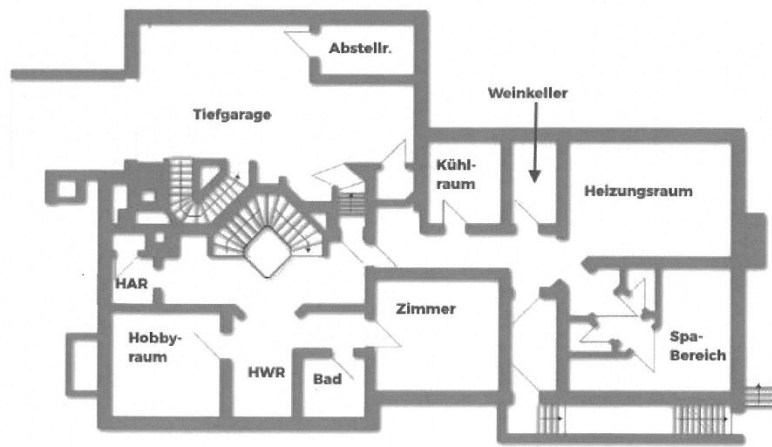 Abstellr.
Weinkeller
Tiefgarage
Kühl-
raum
Heizungsraum
HAR
Zimmer
Hobby-
raum
Spa-
Bereich
HWR
Bad